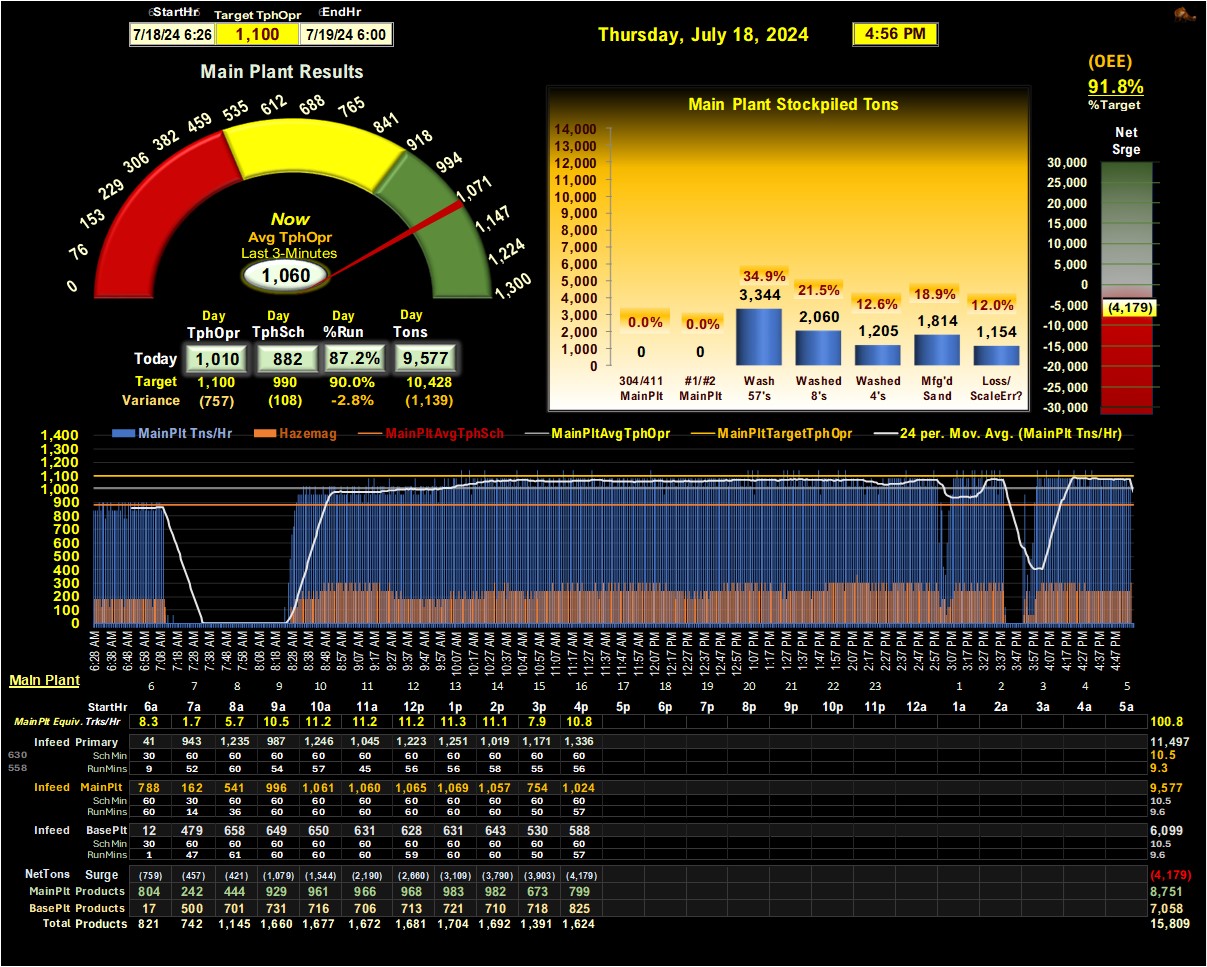 StartHr Target TphOpr EndHr
7/18/24 6:26 1,100 7/19/24 6:00
Thursday, July 18, 2024 4:56 PM
(OEE)
91.8%
%Target
Main Plant Results
0 76 153 229 306 382 459 535 612 688 765 841 918 994 1,071 1,147 1,224 1,300
Now
Avg TphOpr
Last 3-Minutes
1,060
Day Day Day Day
TphOpr TphSch %Run Tons
Today 1,010 882 87.2% 9,577
Target 1,100 990 90.0% 10,428
Variance (757) (108) -2.8% (1,139)
Main Plant Stockpiled Tons
14,000
13,000
12,000
11,000
10,000
9,000
8,000
7,000
6,000
5,000
4,000
3,000
2,000
1,000
0
0.0% 0.0% 34.9% 21.5% 12.6% 18.9% 12.0%
0 0 3,344 2,060 1,205 1,814 1,154
304/411 #1/#2 Wash Washed Washed Mfg'd Loss/
MainPlt MainPlt 57's 8's 4's Sand ScaleErr?
Net
Srge
30,000
25,000
20,000
15,000
10,000
5,000
0
-5,000
(4,179)
-10,000
-15,000
-20,000
-25,000
-30,000
MainPlt Tns/Hr Hazemag MainPltAvgTphSch MainPltAvgTphOpr MainPltTargetTphOpr 24 per. Mov. Avg. (MainPlt Tns/Hr)
1,400
1,300
1,200
1,100
1,000
900
800
700
600
500
400
300
200
100
0
6:28 AM 6:38 AM 6:48 AM 6:58 AM 7:08 AM 7:18 AM 7:28 AM 7:38 AM 7:48 AM 7:58 AM 8:08 AM 8:18 AM 8:28 AM 8:38 AM 8:48 AM 8:57 AM 9:07 AM 9:17 AM 9:27 AM 9:37 AM 9:47 AM 9:57 AM 10:07 AM 10:17 AM 10:27 AM 10:37 AM 10:47 AM 10:57 AM 11:07 AM 11:17 AM 11:27 AM 11:37 AM 11:47 AM 11:57 AM 12:07 PM 12:17 PM 12:27 PM 12:37 PM 12:47 PM 12:57 PM 1:07 PM 1:17 PM 1:27 PM 1:37 PM 1:47 PM 1:57 PM 2:07 PM 2:17 PM 2:27 PM 2:37 PM 2:47 PM 2:57 PM 3:07 PM 3:17 PM 3:27 PM 3:37 PM 3:47 PM 3:57 PM 4:07 PM 4:17 PM 4:27 PM 4:37 PM 4:47 PM
Main Plant 6 7 8 9 10 11 12 13 14 15 16 17 18 19 20 21 22 23 1 2 3 4 5
StartHr 6a 7a 8a 9a 10a 11a 12p 1p 2p 3p 4p 5p 6p 7p 8p 9p 10p 11p 12a 1a 2a 3a 4a 5a
MainPlt Equiv. Trks/Hr 8.3 1.7 5.7 10.5 11.2 11.2 11.2 11.3 11.1 7.9 10.8 100.8
Infeed Primary 41 943 1,235 987 1,246 1,045 1,223 1,251 1,019 1,171 1,336 11,497
630 SchMin 30 60 60 60 60 60 60 60 60 60 60 10.5
558 RunMins 9 52 60 54 57 45 56 56 58 55 56 9.3
Infeed MainPlt 788 162 541 996 1,061 1,060 1,065 1,069 1,057 754 1,024 9,577
SchMin 60 30 60 60 60 60 60 60 60 60 60 10.5
RunMins 60 14 36 60 60 60 60 60 60 50 57 9.6
Infeed BasePlt 12 479 658 649 650 631 628 631 643 530 588 6,099
SchMin 30 60 60 60 60 60 60 60 60 60 60 10.5
RunMins 1 47 61 60 60 60 59 60 60 50 57 9.6
NetTons Surge (759) (457) (421) (1,079) (1,544) (2,190) (2,660) (3,109) (3,790) (3,903) (4,179) (4,179)
MainPlt Products 804 242 444 929 961 966 968 983 982 673 799 8,751
BasePlt Products 17 500 701 731 716 706 713 721 710 718 825 7,058
Total Products 821 742 1,145 1,660 1,677 1,672 1,681 1,704 1,692 1,391 1,624 15,809